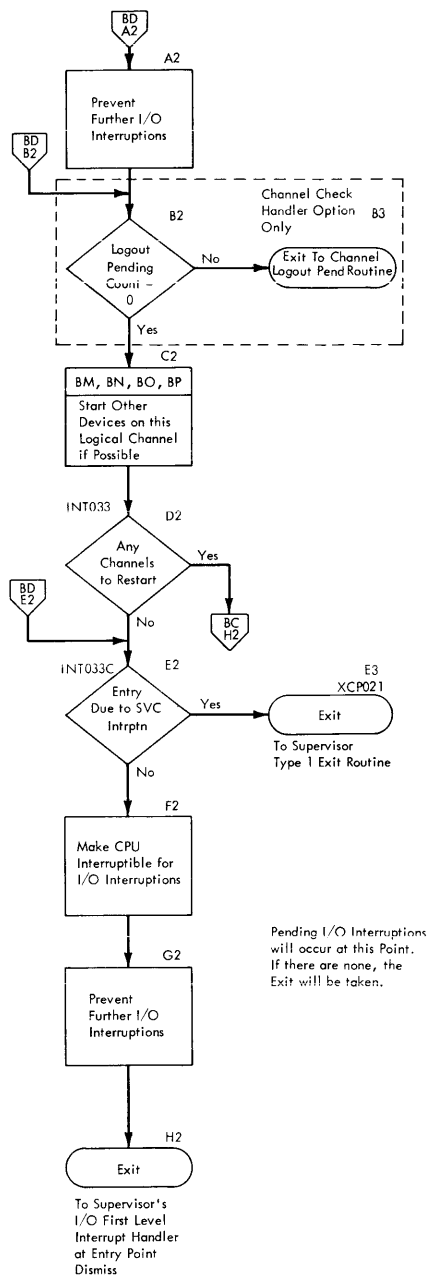 BD
A2
A2
Prevent
Further I/O
Interruptions
BD
B2
Channel Check
Handler Option
Only
B3
B2
Logout
Pending
Count =
0
No
Exit To Channel
Logout Pend Routine
Yes
C2
BM, BN, BO, BP
Start Other
Devices on this
Logical Channel
if Possible
INT033
D2
Any
Channels
to Restart
Yes
BC
H2
BD
E2
No
INT033C
E2
Entry
Due to SVC
Intrptn
Yes
E3
XCP021
Exit
To Supervisor
Type 1 Exit Routine
No
F2
Make CPU
Interruptible for
I/O Interruptions
Pending I/O Interruptions
will occur at this Point.
If there are none, the
Exit will be taken.
G2
Prevent
Further I/O
Interruptions
H2
Exit
To Supervisor's
I/O First Level
Interrupt Handler
at Entry Point
Dismiss